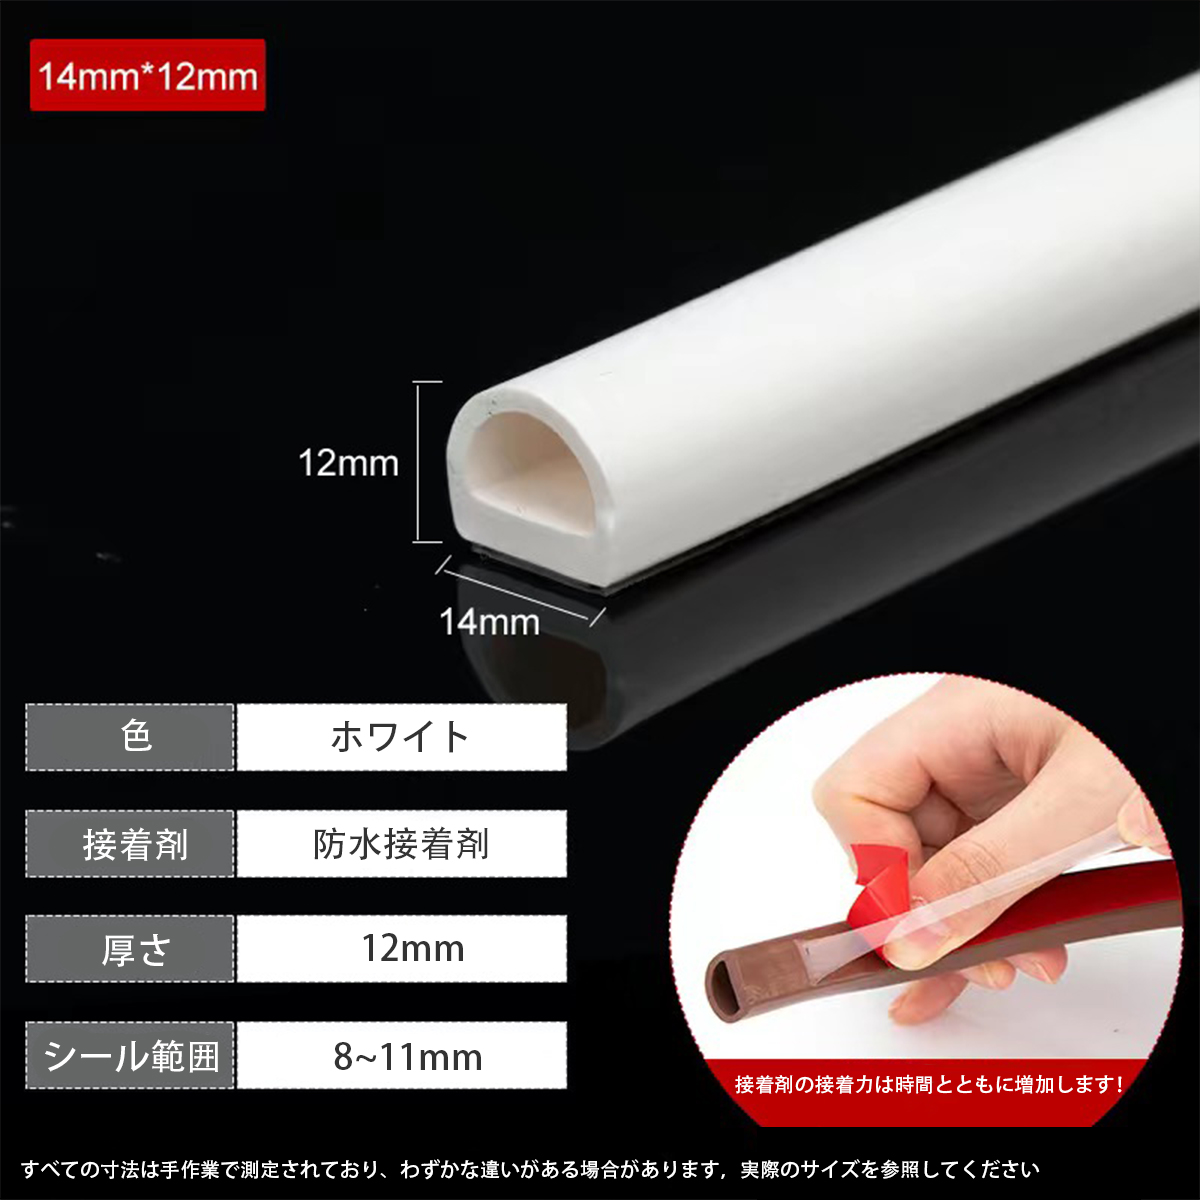 14mm*12mm
12mm
14mm
色 ホワイト
接着剤 防水接着剤
厚さ 12mm
シール範囲 8~11mm
接着剤の接着力は時間とともに増加します!
すべての寸法は手作業で測定されており、わずかな違いがある場合があります，実際のサイズを参照してください